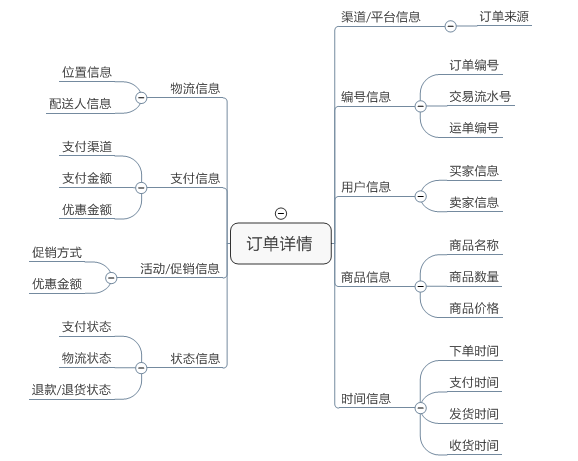 订单详情
渠道/平台信息
订单来源
编号信息
订单编号
交易流水号
运单编号
用户信息
买家信息
卖家信息
商品信息
商品名称
商品数量
商品价格
时间信息
下单时间
支付时间
发货时间
收货时间
物流信息
位置信息
配送人信息
支付信息
支付渠道
支付金额
优惠金额
活动/促销信息
促销方式
优惠金额
状态信息
支付状态
物流状态
退款/退货状态